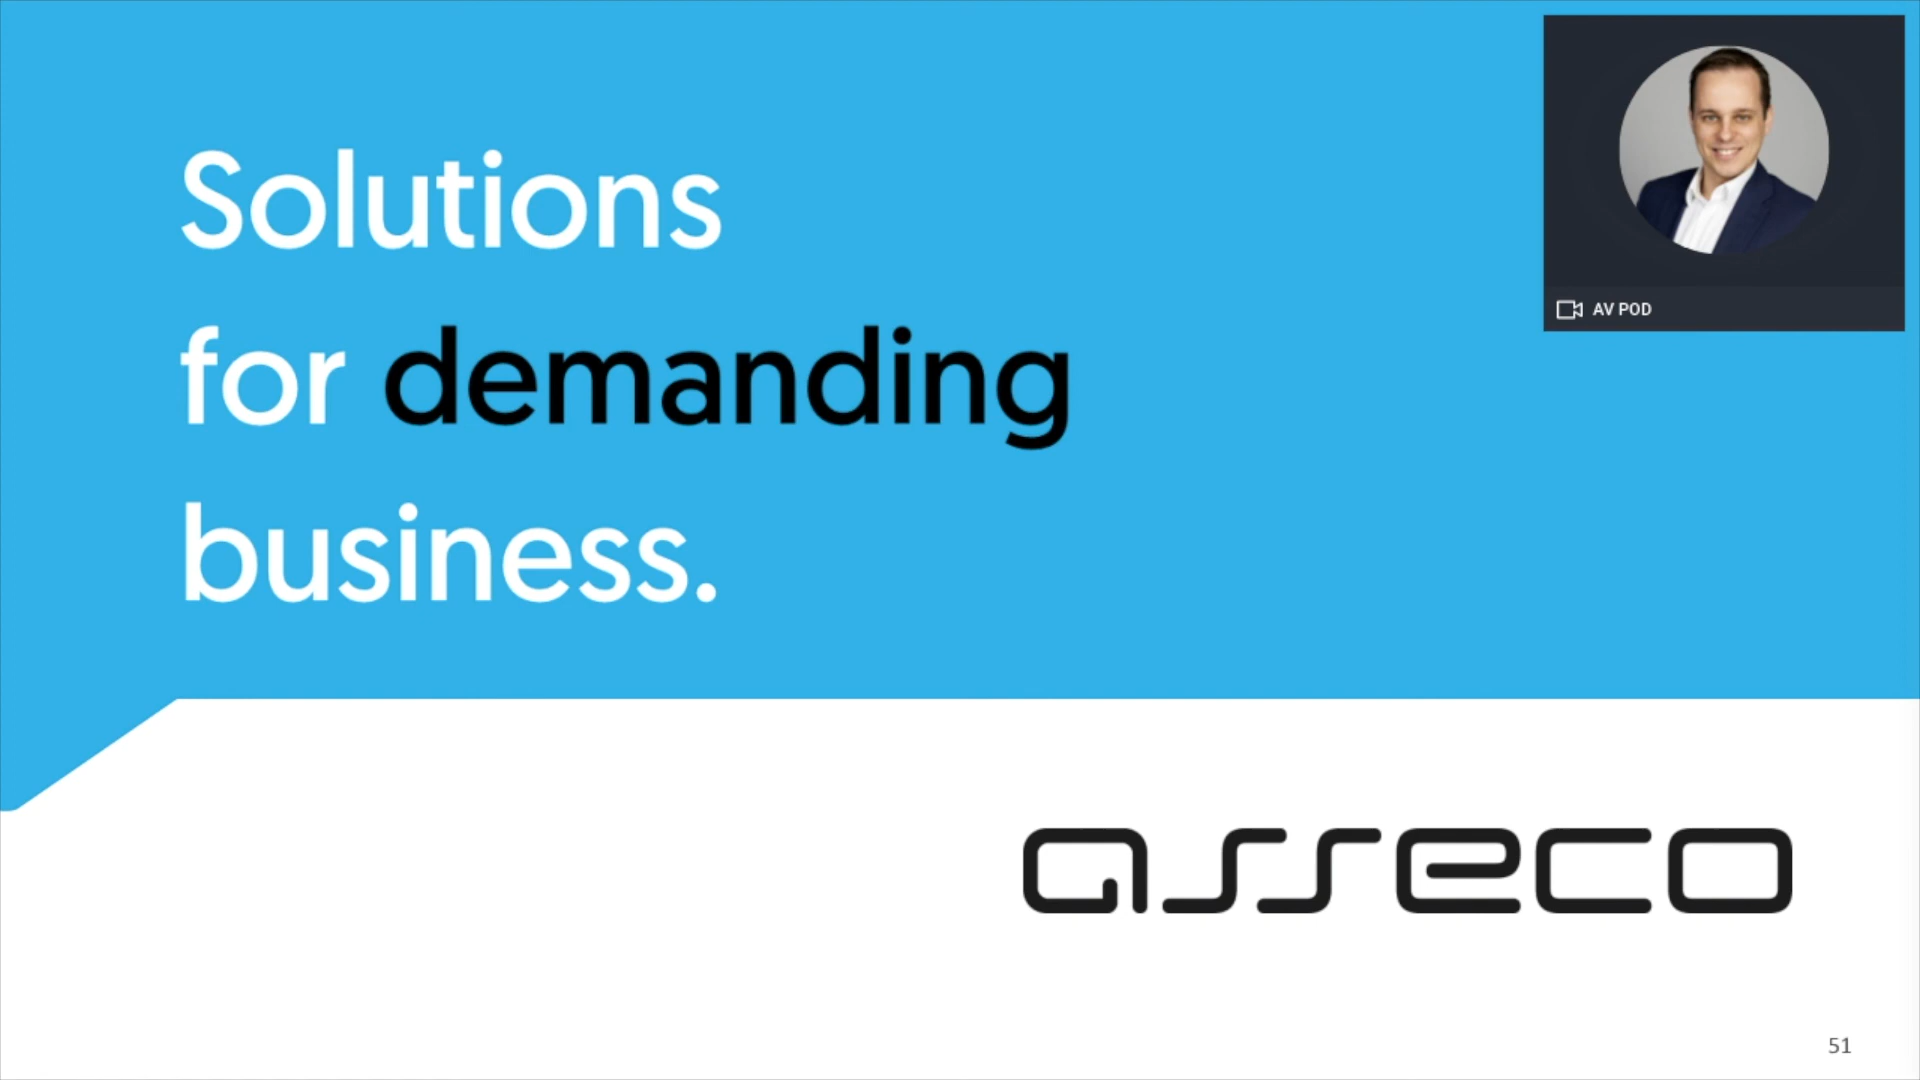 Solutions
for demanding
business.
AV POD
asseco
51